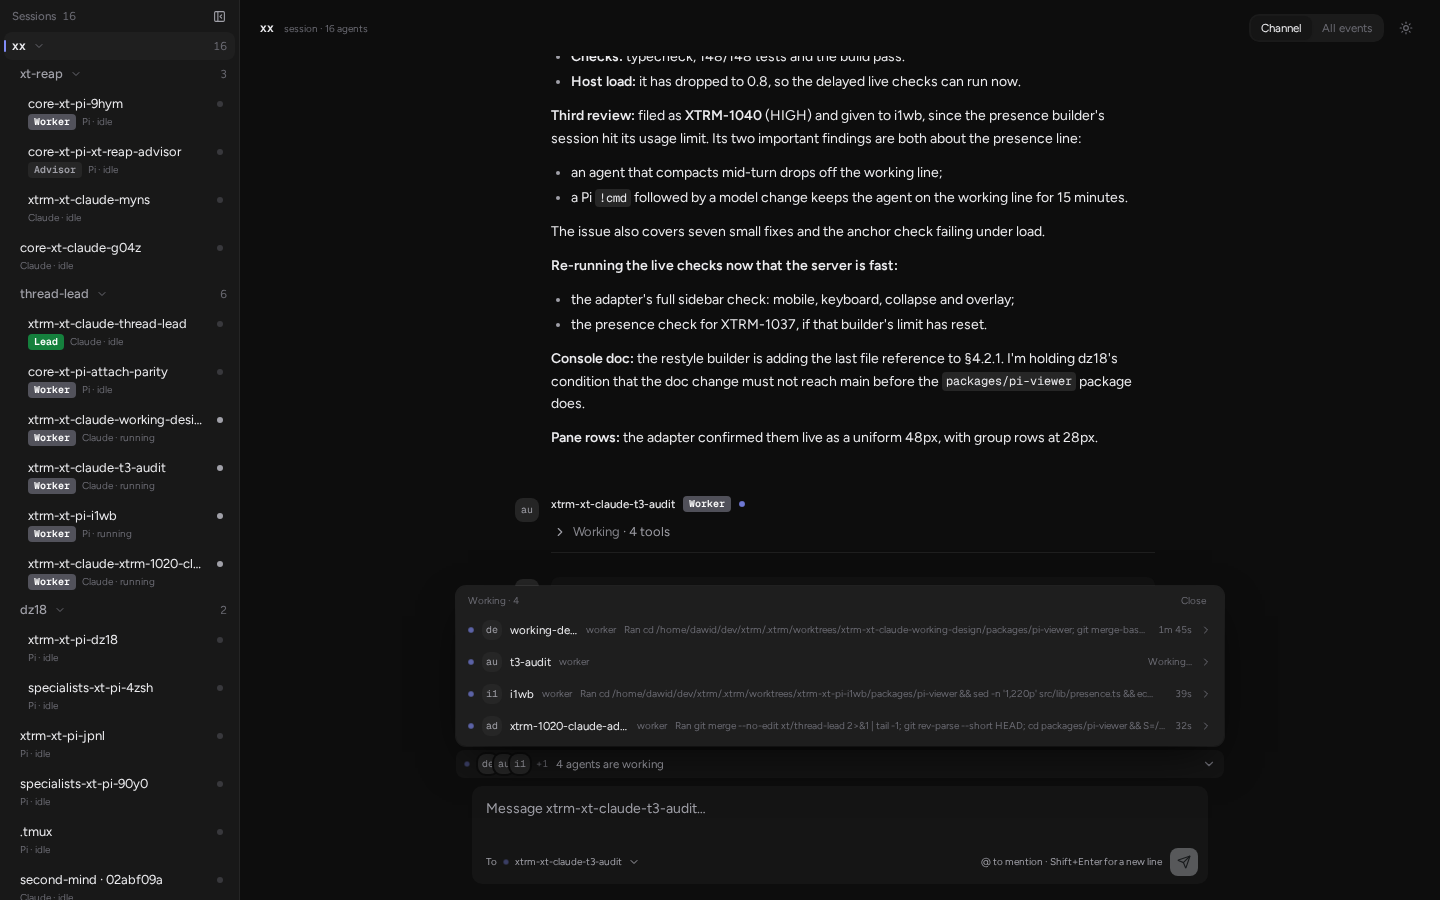 Sessions 16
xx 16
xt-reap 3
core-xt-pi-9hym
Worker Pi · idle
core-xt-pi-xt-reap-advisor
Advisor Pi · idle
xtrm-xt-claude-myns
Claude · idle
core-xt-claude-g04z
Claude · idle
thread-lead 6
xtrm-xt-claude-thread-lead
Lead Claude · idle
core-xt-pi-attach-parity
Worker Pi · idle
xtrm-xt-claude-working-desi...
Worker Claude · running
xtrm-xt-claude-t3-audit
Worker Claude · running
xtrm-xt-pi-i1wb
Worker Pi · running
xtrm-xt-claude-xtrm-1020-cl...
Worker Claude · running
dz18 2
xtrm-xt-pi-dz18
Pi · idle
specialists-xt-pi-4zsh
Pi · idle
xtrm-xt-pi-jpnl
Pi · idle
specialists-xt-pi-90y0
Pi · idle
.tmux
Pi · idle
second-mind · 02abf09a
Claude · idle
xx session · 16 agents
Channel All events
Checks: typecheck, 148/148 tests and the build pass.
Host load: it has dropped to 0.8, so the delayed live checks can run now.
Third review: filed as XTRM-1040 (HIGH) and given to i1wb, since the presence builder's
session hit its usage limit. Its two important findings are both about the presence line:
an agent that compacts mid-turn drops off the working line;
a Pi !cmd followed by a model change keeps the agent on the working line for 15 minutes.
The issue also covers seven small fixes and the anchor check failing under load.
Re-running the live checks now that the server is fast:
the adapter's full sidebar check: mobile, keyboard, collapse and overlay;
the presence check for XTRM-1037, if that builder's limit has reset.
Console doc: the restyle builder is adding the last file reference to §4.2.1. I'm holding dz18's
condition that the doc change must not reach main before the packages/pi-viewer package
does.
Pane rows: the adapter confirmed them live as a uniform 48px, with group rows at 28px.
au xtrm-xt-claude-t3-audit Worker
Working · 4 tools
Working · 4 Close
de working-de... worker Ran cd /home/dawid/dev/xtrm/.xtrm/worktrees/xtrm-xt-claude-working-design/packages/pi-viewer; git merge-bas... 1m 45s
au t3-audit worker Working...
i1 i1wb worker Ran cd /home/dawid/dev/xtrm/.xtrm/worktrees/xtrm-xt-pi-i1wb/packages/pi-viewer && sed -n '1,220p' src/lib/presence.ts && ec... 39s
ad xtrm-1020-claude-ad... worker Ran git merge --no-edit xt/thread-lead 2>&1 | tail -1; git rev-parse --short HEAD; cd packages/pi-viewer && S=/... 32s
de au i1 +1 4 agents are working
Message xtrm-xt-claude-t3-audit...
To xtrm-xt-claude-t3-audit
@ to mention · Shift+Enter for a new line